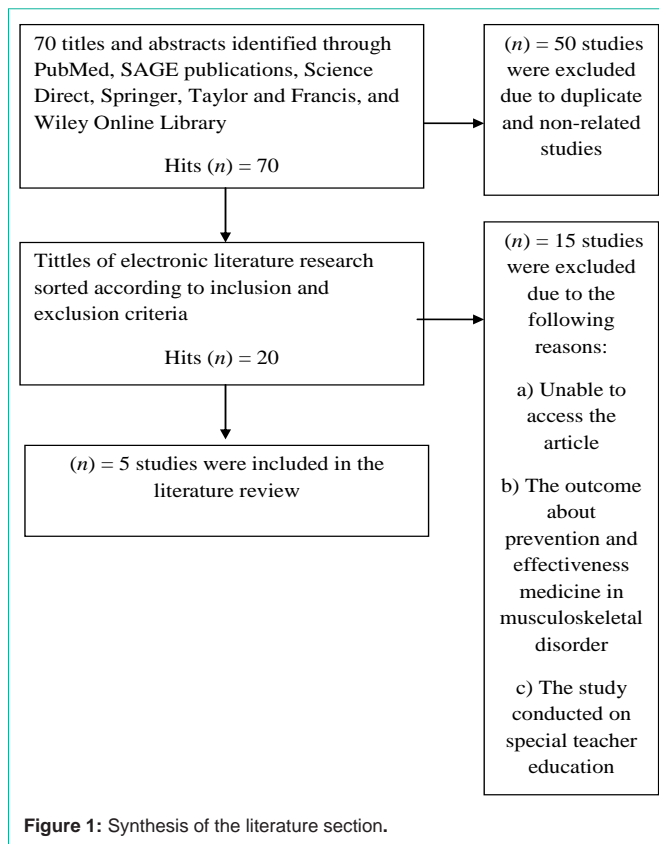 70 titles and abstracts identified through
PubMed, SAGE publications, Science
Direct, Springer, Taylor and Francis, and
Wiley Online Library
Hits (n) = 70
(n) = 50 studies
were excluded
due to duplicate
and non-related
studies
Tittles of electronic literature research
sorted according to inclusion and
exclusion criteria
Hits (n) = 20
(n) = 15 studies
were excluded
due to the
following
reasons:
a) Unable to
access the
article
b) The outcome
about
prevention and
effectiveness
medicine in
musculoskeletal
disorder
c) The study
conducted on
special teacher
education
(n) = 5 studies were included in the
literature review
Figure 1: Synthesis of the literature section.